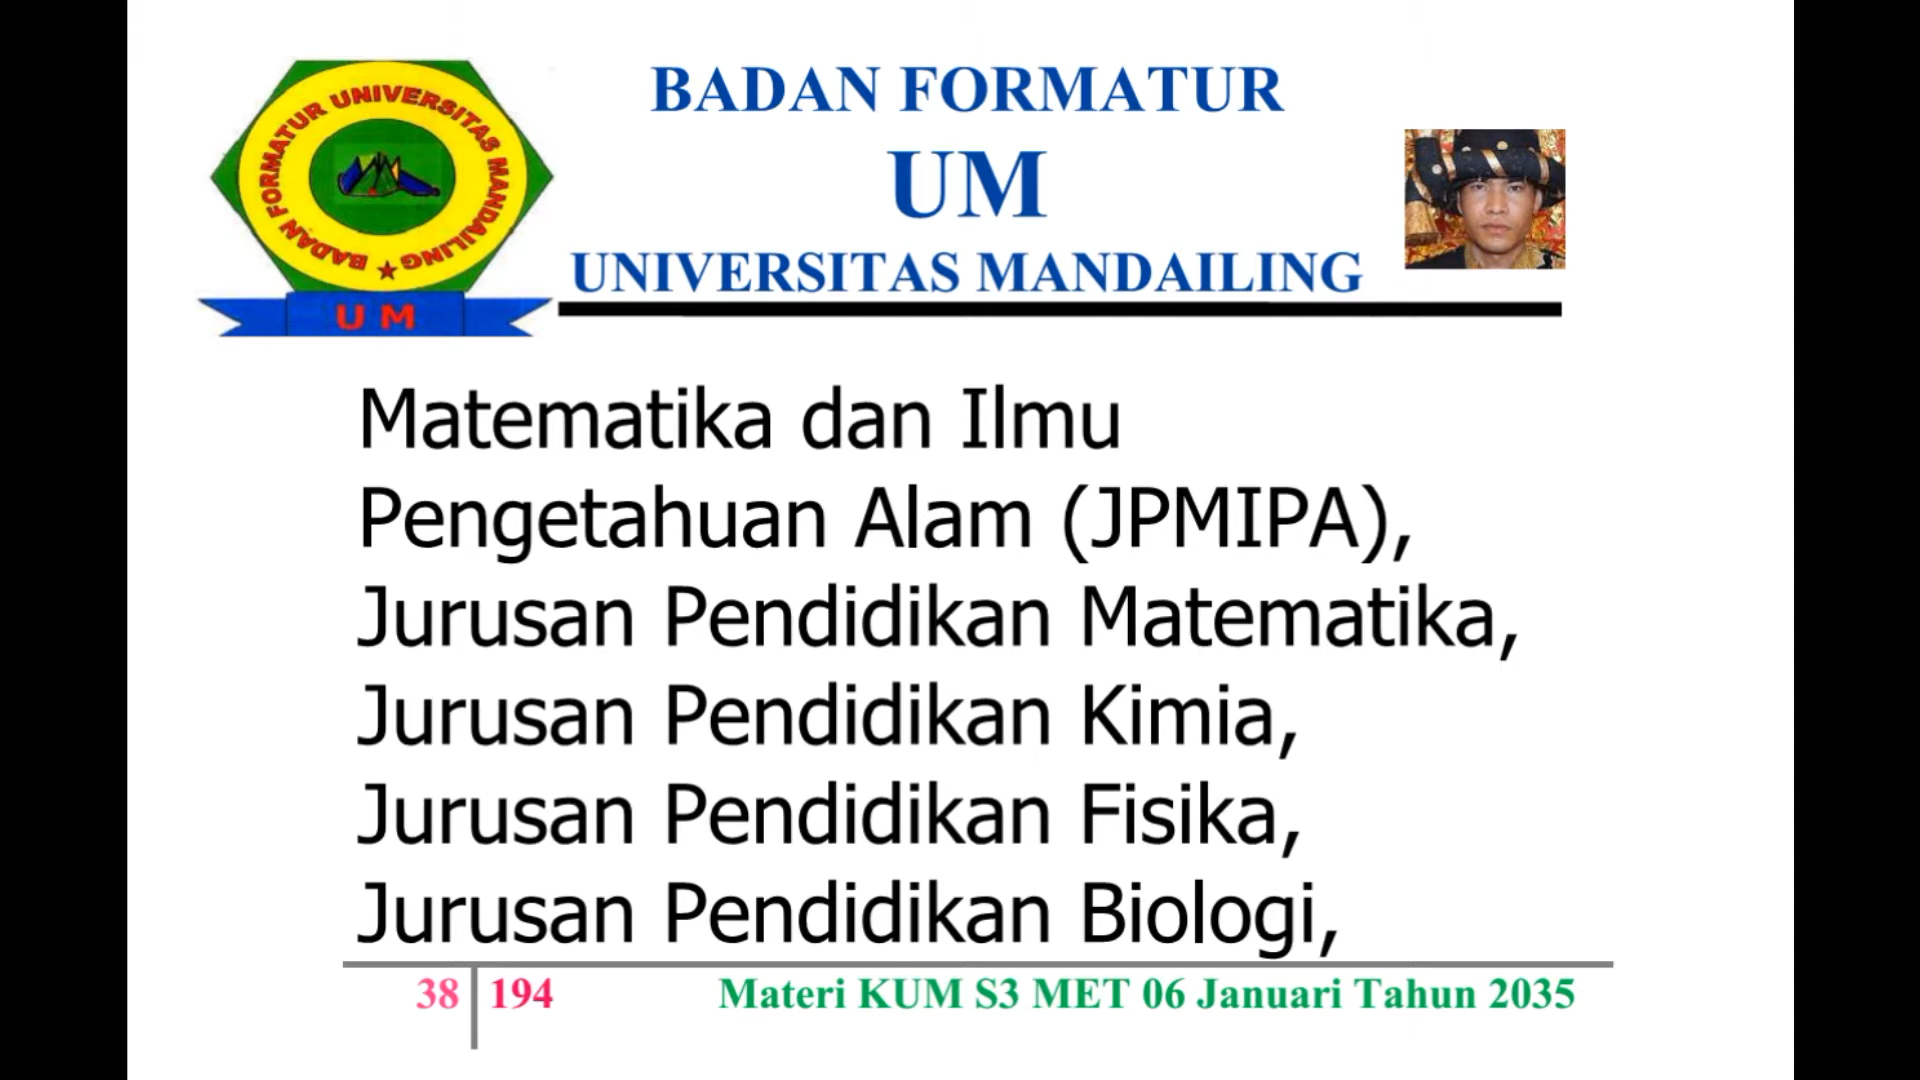 BADAN FORMATUR UNIVERSITAS MANDAILING
U M
BADAN FORMATUR
UM
UNIVERSITAS MANDAILING
Matematika dan Ilmu
Pengetahuan Alam (JPMIPA),
Jurusan Pendidikan Matematika,
Jurusan Pendidikan Kimia,
Jurusan Pendidikan Fisika,
Jurusan Pendidikan Biologi,
38 194
Materi KUM S3 MET 06 Januari Tahun 2035